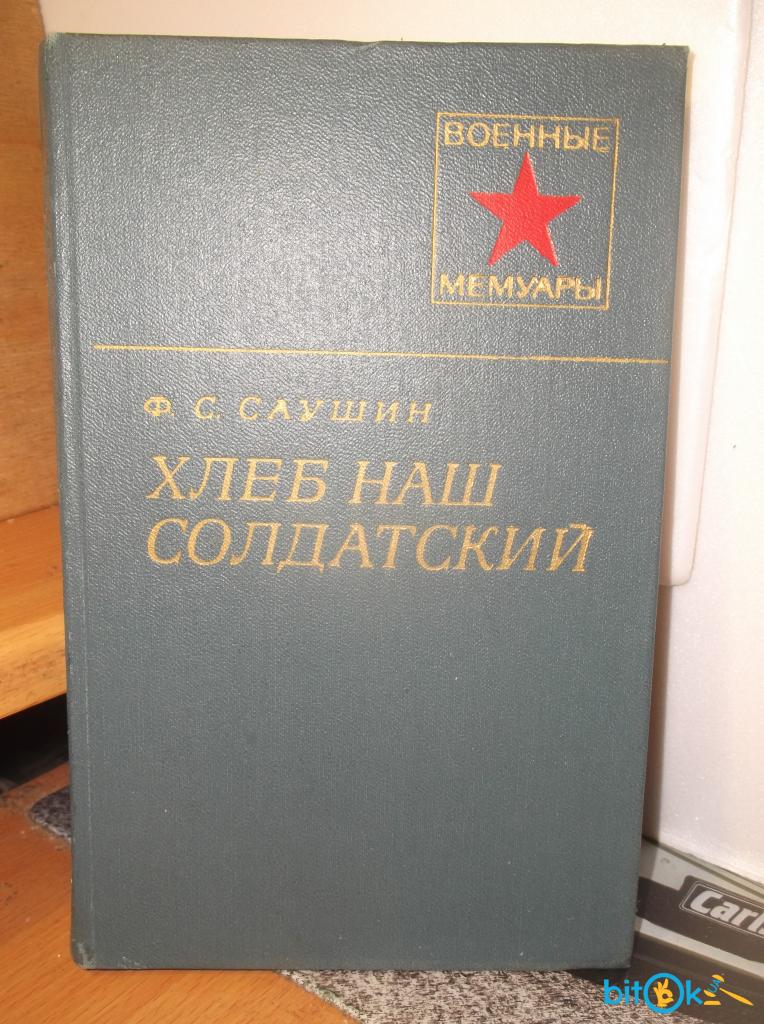 ВОЕННЫЕ
МЕМУАРЫ
Ф. С. САУШИН
ХЛЕБ НАШ
СОЛДАТСКИЙ
bitOk